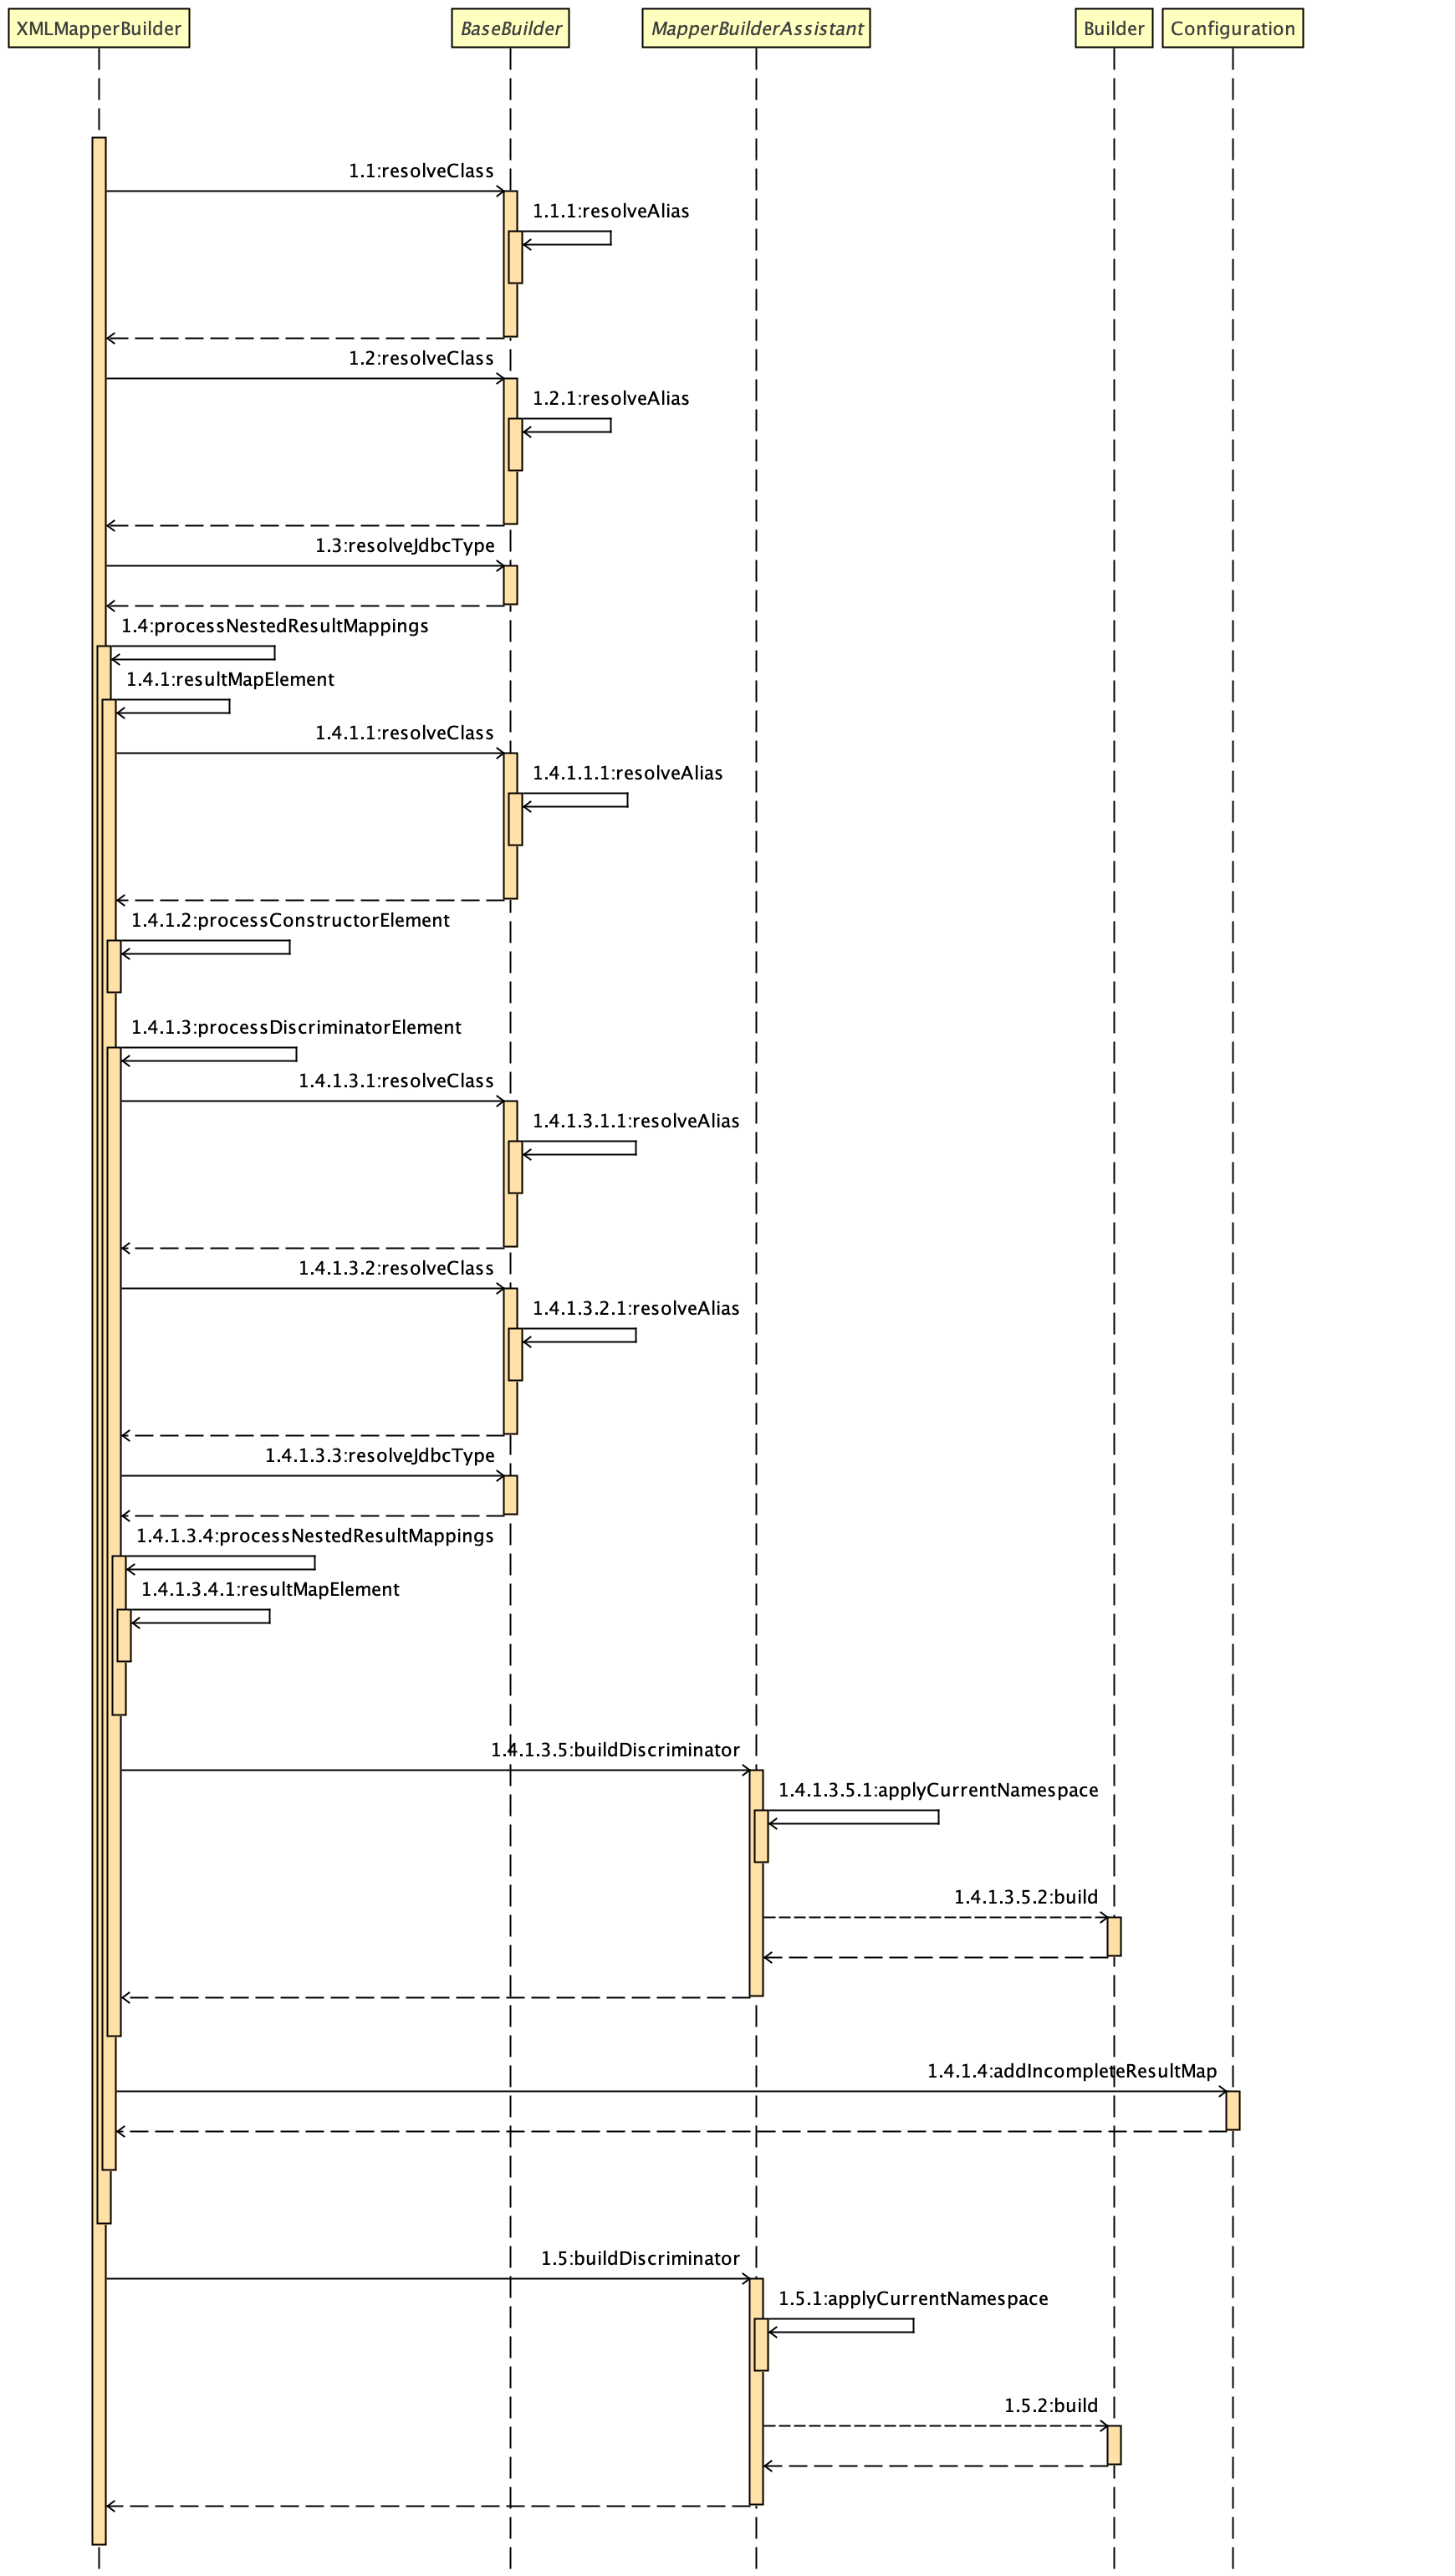 XMLMapperBuilder
BaseBuilder
MapperBuilderAssistant
Builder
Configuration
1.1:resolveClass
1.1.1:resolveAlias
1.2:resolveClass
1.2.1:resolveAlias
1.3:resolveJdbcType
1.4:processNestedResultMappings
1.4.1:resultMapElement
1.4.1.1:resolveClass
1.4.1.1.1:resolveAlias
1.4.1.2:processConstructorElement
1.4.1.3:processDiscriminatorElement
1.4.1.3.1:resolveClass
1.4.1.3.1.1:resolveAlias
1.4.1.3.2:resolveClass
1.4.1.3.2.1:resolveAlias
1.4.1.3.3:resolveJdbcType
1.4.1.3.4:processNestedResultMappings
1.4.1.3.4.1:resultMapElement
1.4.1.3.5:buildDiscriminator
1.4.1.3.5.1:applyCurrentNamespace
1.4.1.3.5.2:build
1.4.1.4:addIncompleteResultMap
1.5:buildDiscriminator
1.5.1:applyCurrentNamespace
1.5.2:build